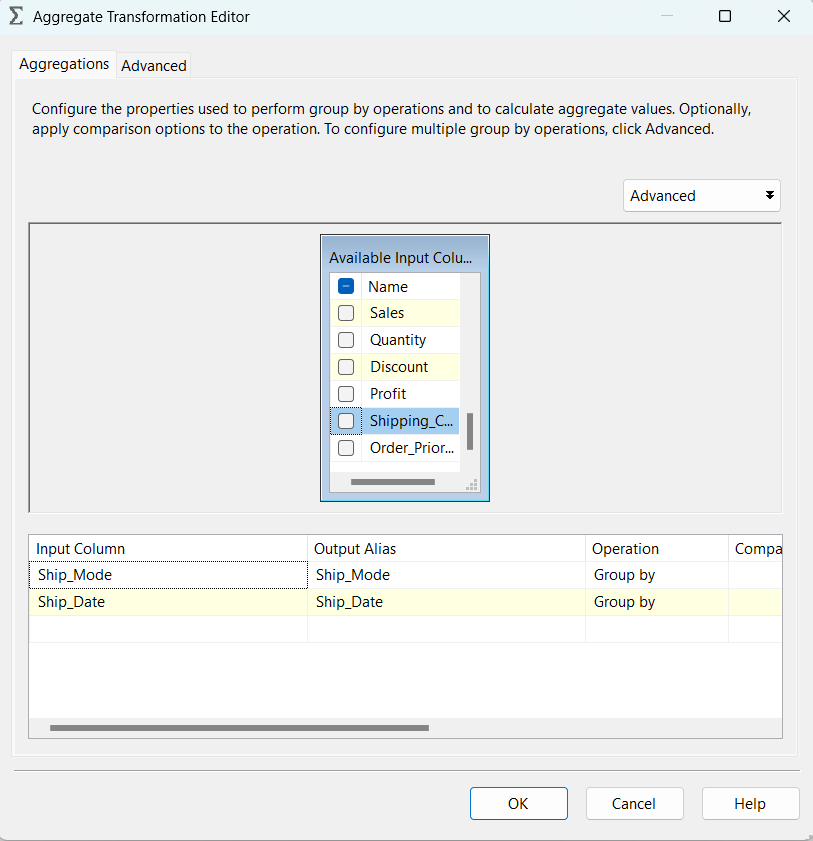 Aggregate Transformation Editor
Aggregations Advanced
Configure the properties used to perform group by operations and to calculate aggregate values. Optionally,
apply comparison options to the operation. To configure multiple group by operations, click Advanced.
Advanced
Available Input Colu...
Name
Sales
Quantity
Discount
Profit
Shipping_C...
Order_Prior...
Input Column Output Alias Operation Compa
Ship_Mode Ship_Mode Group by
Ship_Date Ship_Date Group by
OK Cancel Help